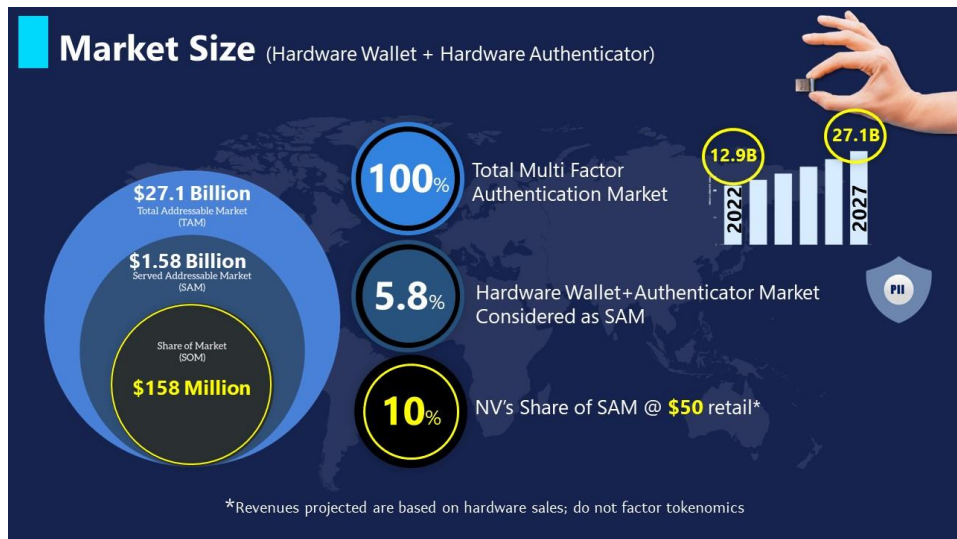 Market Size (Hardware Wallet + Hardware Authenticator)
$27.1 Billion
Total Addressable Market
(TAM)
$1.58 Billion
Served Addressable Market
(SAM)
Share of Market
(SOM)
$158 Million
100%
Total Multi Factor
Authentication Market
5.8%
Hardware Wallet+Authenticator Market
Considered as SAM
10%
NV's Share of SAM @ $50 retail*
12.9B
27.1B
2022
2027
PII
*Revenues projected are based on hardware sales; do not factor tokenomics